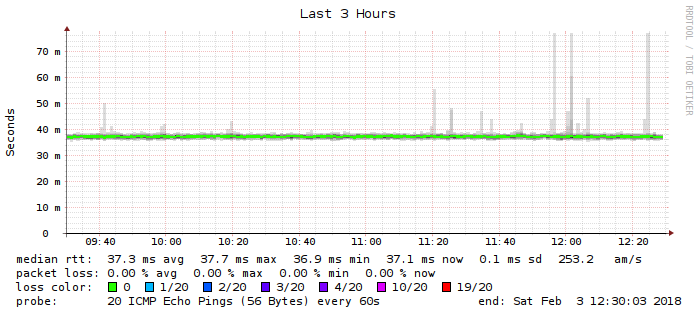 Last 3 Hours
RRDTOOL / TOBI OETIKER
Seconds
70 m
60 m
50 m
40 m
30 m
20 m
10 m
0
09:40 10:00 10:20 10:40 11:00 11:20 11:40 12:00 12:20
median rtt: 37.3 ms avg 37.7 ms max 36.9 ms min 37.1 ms now 0.1 ms sd 253.2 am/s
packet loss: 0.00 % avg 0.00 % max 0.00 % min 0.00 % now
loss color: 0 1/20 2/20 3/20 4/20 10/20 19/20
probe: 20 ICMP Echo Pings (56 Bytes) every 60s end: Sat Feb 3 12:30:03 2018